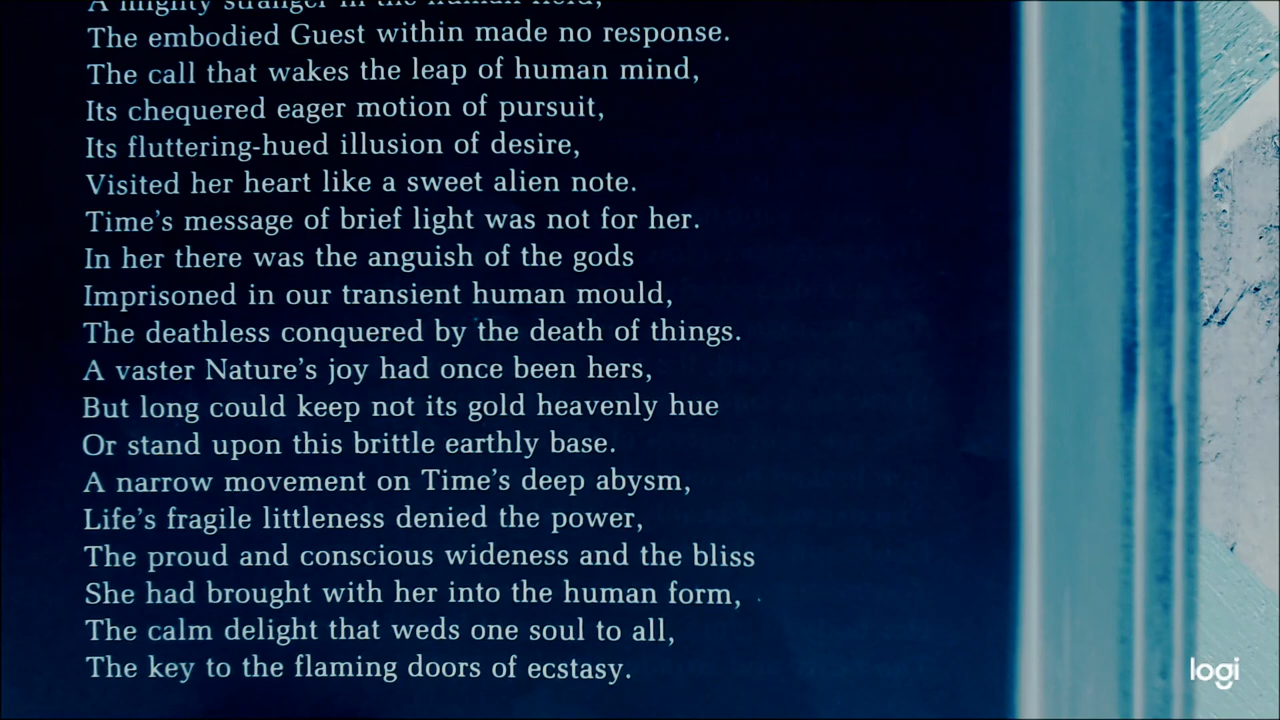 A mighty stranger in the human field,
The embodied Guest within made no response.
The call that wakes the leap of human mind,
Its chequered eager motion of pursuit,
Its fluttering-hued illusion of desire,
Visited her heart like a sweet alien note.
Time's message of brief light was not for her.
In her there was the anguish of the gods
Imprisoned in our transient human mould,
The deathless conquered by the death of things.
A vaster Nature's joy had once been hers,
But long could keep not its gold heavenly hue
Or stand upon this brittle earthly base.
A narrow movement on Time's deep abysm,
Life's fragile littleness denied the power,
The proud and conscious wideness and the bliss
She had brought with her into the human form,
The calm delight that weds one soul to all,
The key to the flaming doors of ecstasy.
logi